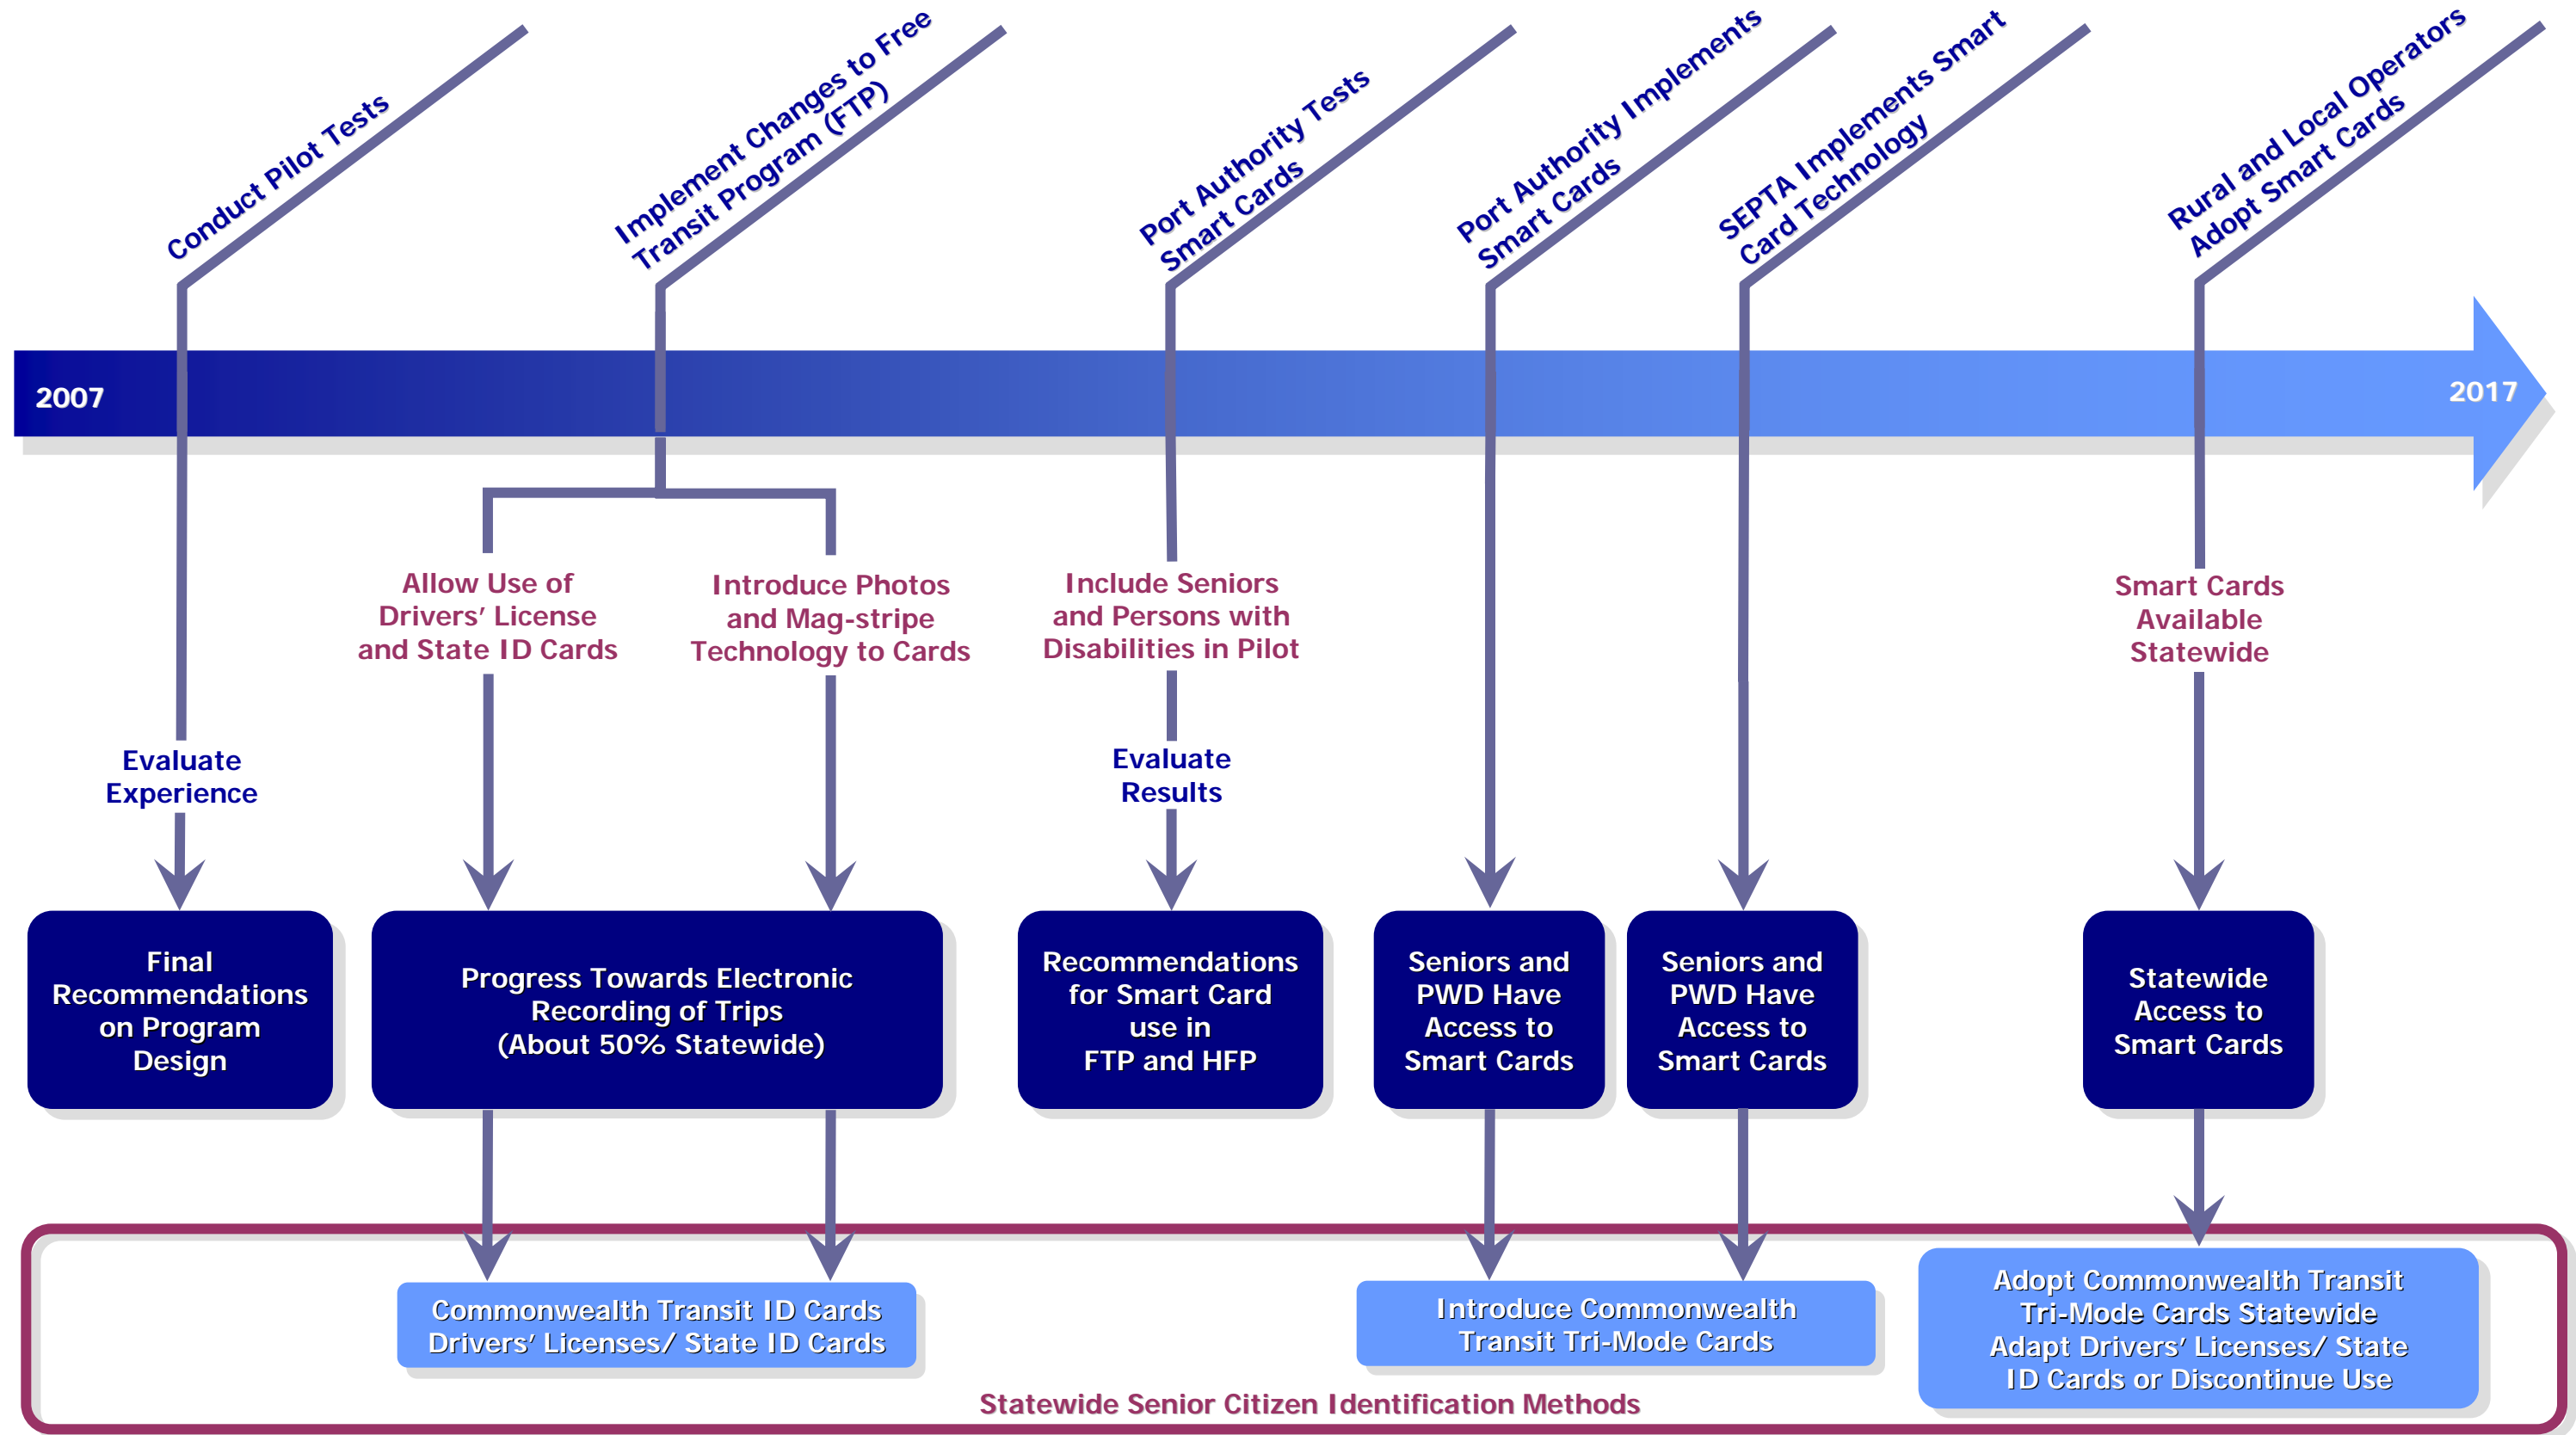 Conduct Pilot Tests
Implement Changes to Free
Transit Program (FTP)
Port Authority Tests
Smart Cards
Port Authority Implements
Smart Cards
SEPTA Implements Smart
Card Technology
Rural and Local Operators
Adopt Smart Cards
2007
2017
Allow Use of
Drivers’ License
and State ID Cards
Introduce Photos
and Mag-stripe
Technology to Cards
Include Seniors
and Persons with
Disabilities in Pilot
Smart Cards
Available
Statewide
Evaluate
Experience
Evaluate
Results
Final
Recommendations
on Program
Design
Progress Towards Electronic
Recording of Trips
(About 50% Statewide)
Recommendations
for Smart Card
use in
FTP and HFP
Seniors and
PWD Have
Access to
Smart Cards
Seniors and
PWD Have
Access to
Smart Cards
Statewide
Access to
Smart Cards
Commonwealth Transit ID Cards
Drivers’ Licenses/ State ID Cards
Introduce Commonwealth
Transit Tri-Mode Cards
Adopt Commonwealth Transit
Tri-Mode Cards Statewide
Adapt Drivers’ Licenses/ State
ID Cards or Discontinue Use
Statewide Senior Citizen Identification Methods